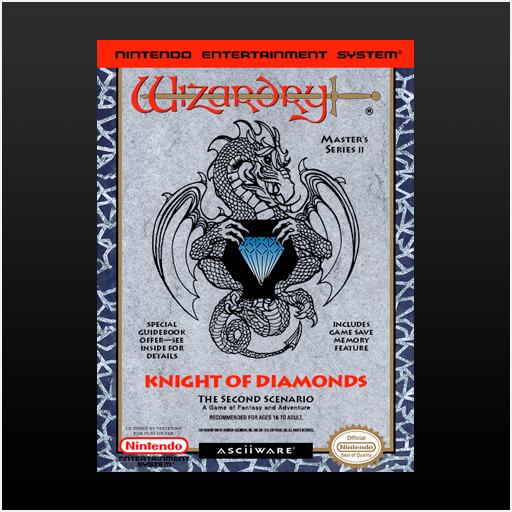 NINTENDO ENTERTAINMENT SYSTEM®
Wizardry®
MASTER'S
SERIES II
SPECIAL
GUIDEBOOK
OFFER—SEE
INSIDE FOR
DETAILS
INCLUDES
GAME SAVE
MEMORY
FEATURE
KNIGHT OF DIAMONDS
THE SECOND SCENARIO
A Game of Fantasy and Adventure
RECOMMENDED FOR AGES 16 TO ADULT.
LICENSED BY NINTENDO®
FOR PLAY ON THE
Nintendo
ENTERTAINMENT
SYSTEM®
ASCIIWARE®
Official
Nintendo
Seal of Quality